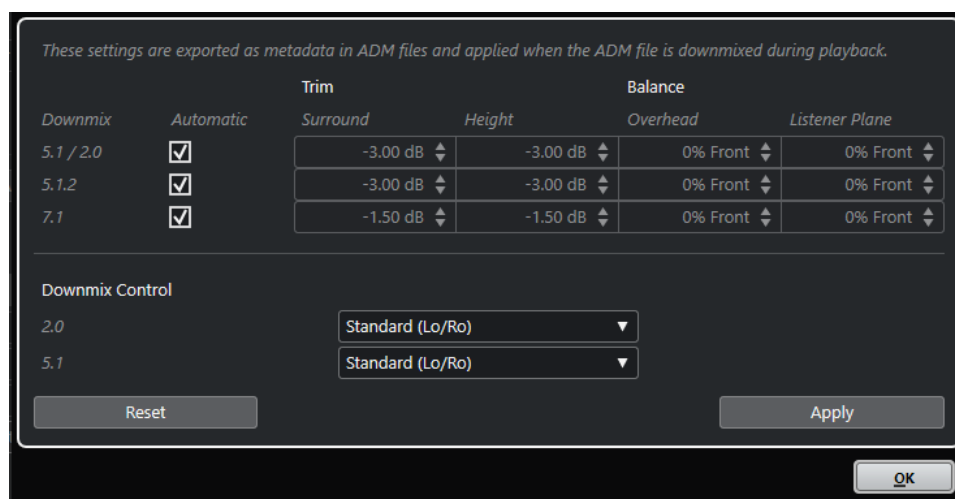 These settings are exported as metadata in ADM files and applied when the ADM file is downmixed during playback.
Trim Balance
Downmix Automatic Surround Height Overhead Listener Plane
5.1 / 2.0 -3.00 dB -3.00 dB 0% Front 0% Front
5.1.2 -3.00 dB -3.00 dB 0% Front 0% Front
7.1 -1.50 dB -1.50 dB 0% Front 0% Front
Downmix Control
2.0 Standard (Lo/Ro)
5.1 Standard (Lo/Ro)
Reset Apply
OK